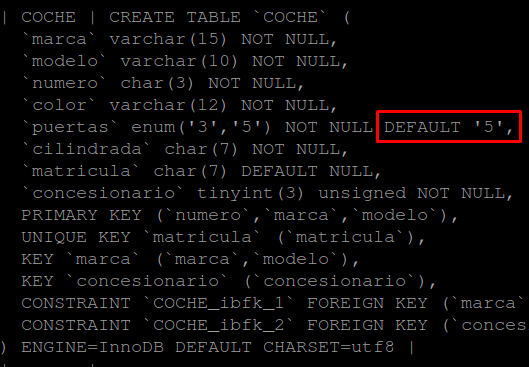 | COCHE | CREATE TABLE `COCHE` (
`marca` varchar(15) NOT NULL,
`modelo` varchar(10) NOT NULL,
`numero` char(3) NOT NULL,
`color` varchar(12) NOT NULL,
`puertas` enum('3','5') NOT NULL DEFAULT '5',
`cilindrada` char(7) NOT NULL,
`matricula` char(7) DEFAULT NULL,
`concesionario` tinyint(3) unsigned NOT NULL,
PRIMARY KEY (`numero`,`marca`,`modelo`),
UNIQUE KEY `matricula` (`matricula`),
KEY `marca` (`marca`,`modelo`),
KEY `concesionario` (`concesionario`),
CONSTRAINT `COCHE_ibfk_1` FOREIGN KEY (`marca`
CONSTRAINT `COCHE_ibfk_2` FOREIGN KEY (`conces
) ENGINE=InnoDB DEFAULT CHARSET=utf8 |